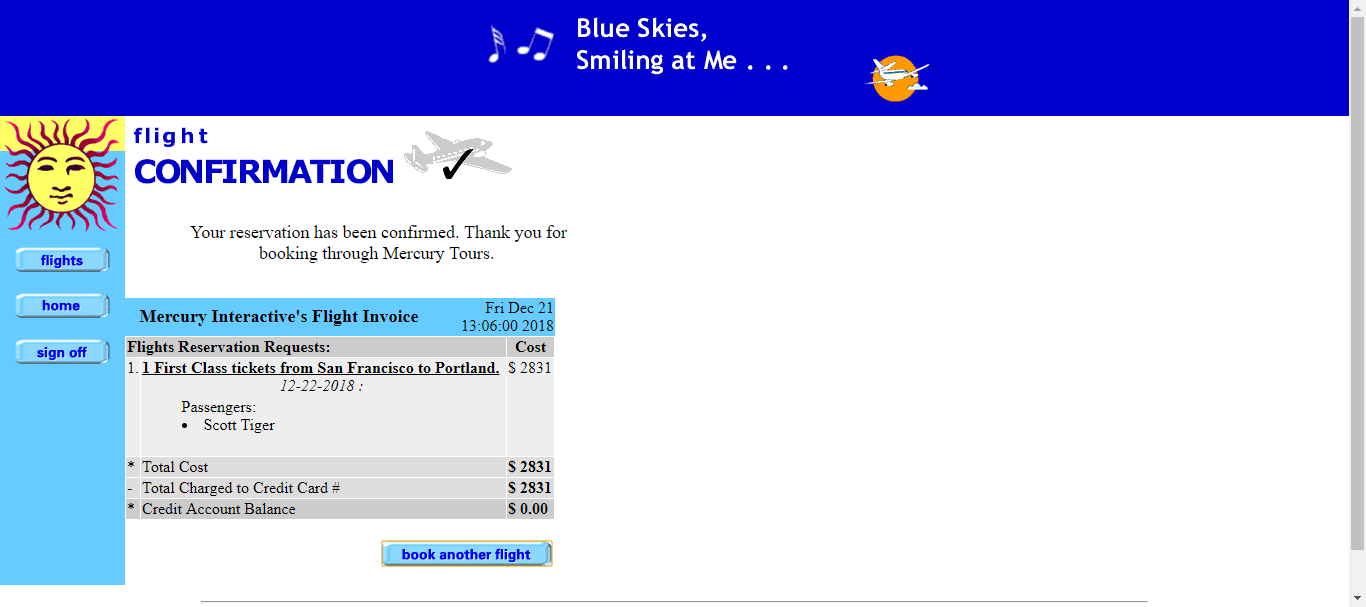 Blue Skies,
Smiling at Me . . .
flight
CONFIRMATION
flights
home
sign off
Your reservation has been confirmed. Thank you for
booking through Mercury Tours.
Mercury Interactive's Flight Invoice
Fri Dec 21
13:06:00 2018
Flights Reservation Requests: Cost
1. 1 First Class tickets from San Francisco to Portland. $ 2831
12-22-2018 :
Passengers:
• Scott Tiger
* Total Cost $ 2831
- Total Charged to Credit Card # $ 2831
* Credit Account Balance $ 0.00
book another flight